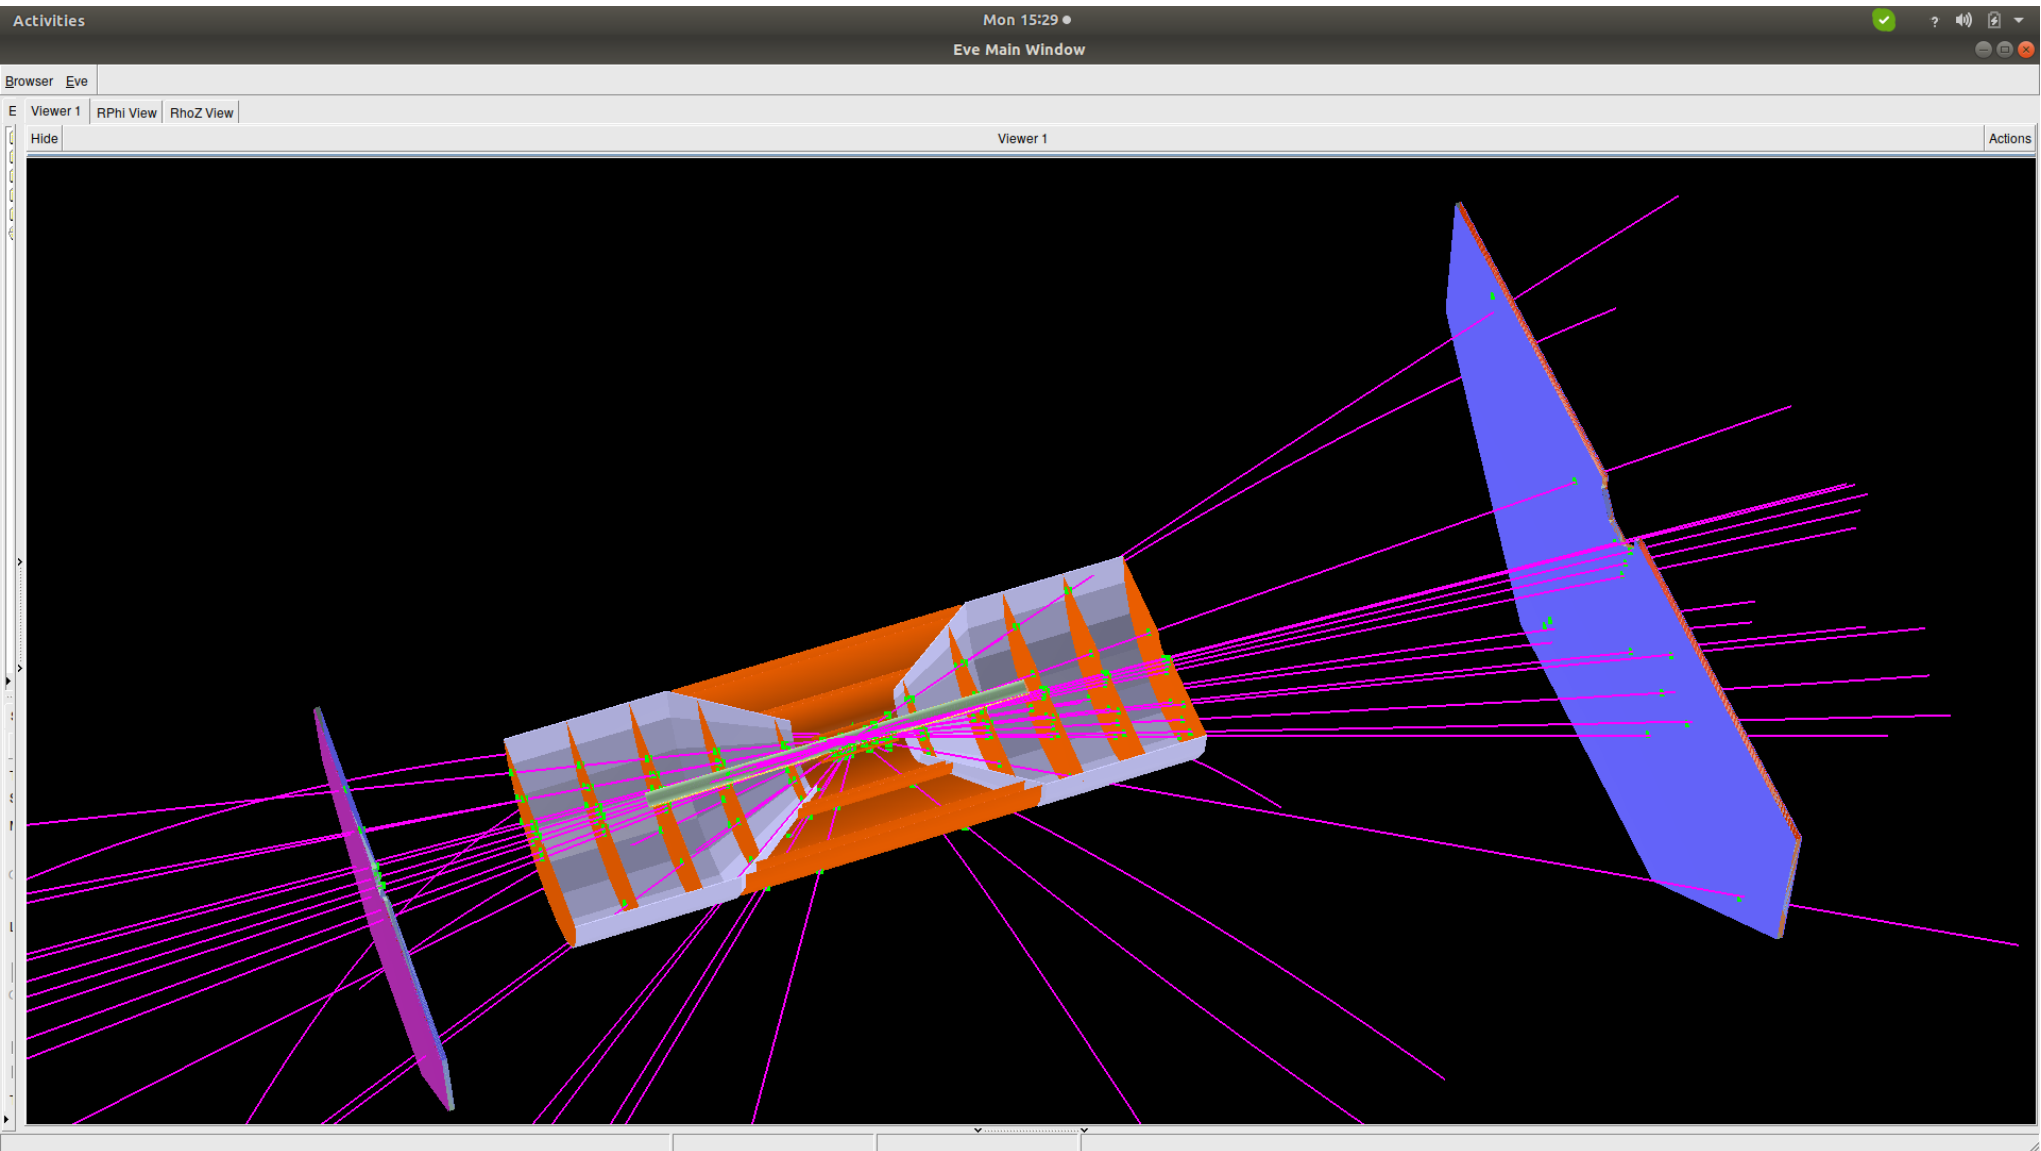 Activities
Mon 15:29
?
Eve Main Window
Browser Eve
E Viewer 1 RPhi View RhoZ View
Hide Viewer 1 Actions